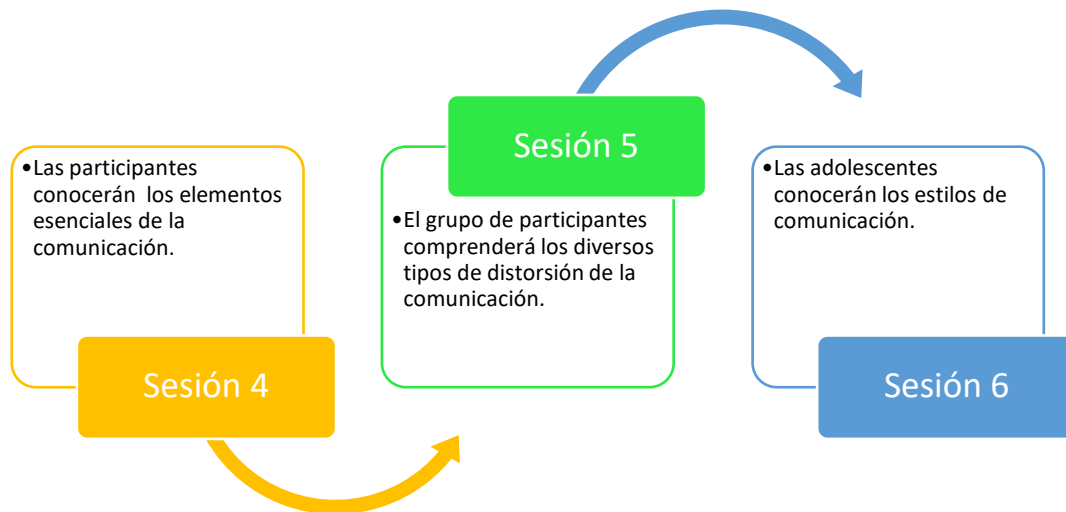 •Las participantes
conocerán  los elementos
esenciales de la
comunicación.
Sesión 4
Sesión 5
•El grupo de participantes
comprenderá los diversos
tipos de distorsión de la
comunicación.
•Las adolescentes
conocerán los estilos de
comunicación.
Sesión 6